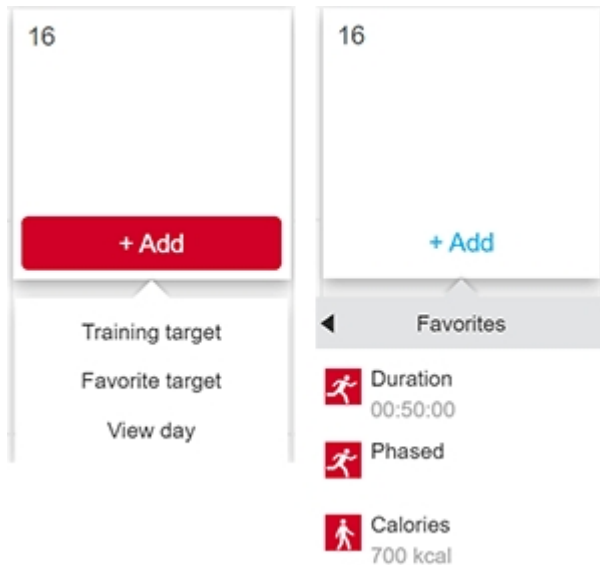 16
+ Add
Training target
Favorite target
View day
16
+ Add
Favorites
Duration
00:50:00
Phased
Calories
700 kcal